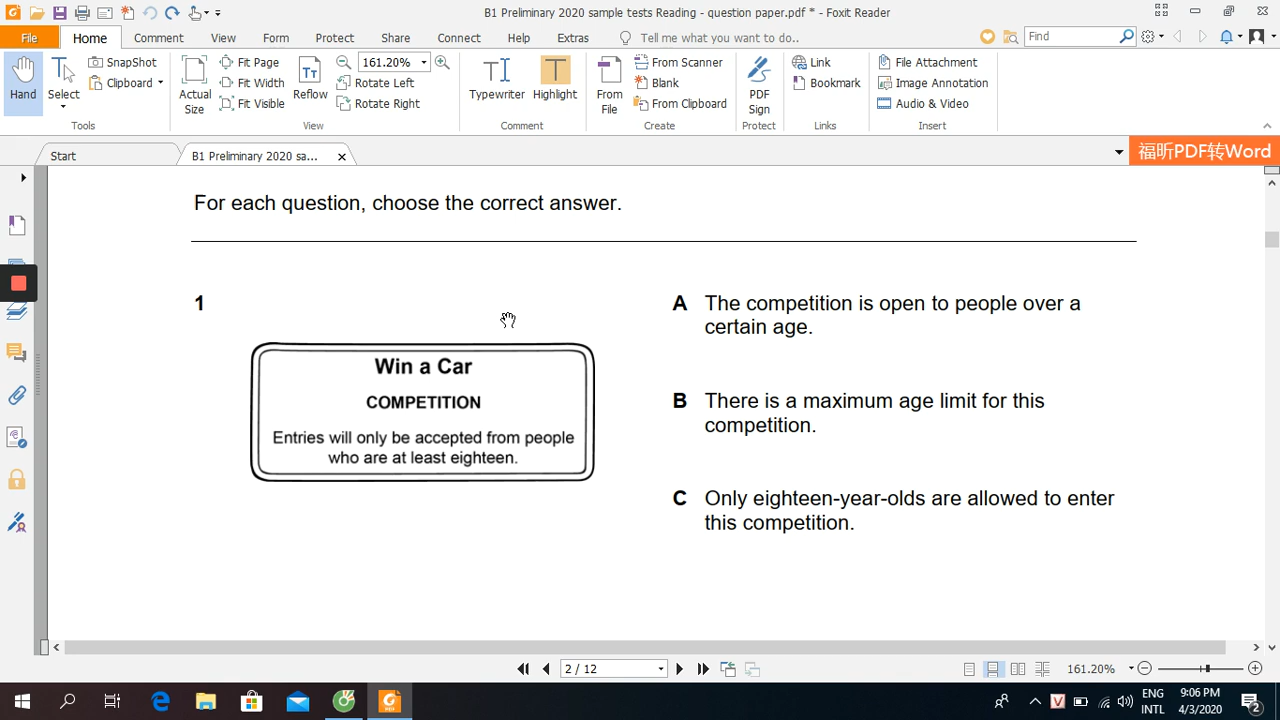 B1 Preliminary 2020 sample tests Reading - question paper.pdf * - Foxit Reader
File Home Comment View Form Protect Share Connect Help Extras Tell me what you want to do.. Find
Hand
Select
SnapShot
Clipboard
Tools
Actual Size
Fit Page
Fit Width
Fit Visible
Reflow
161.20%
Rotate Left
Rotate Right
View
Typewriter
Highlight
Comment
From File
From Scanner
Blank
From Clipboard
Create
PDF Sign
Protect
Link
Bookmark
Links
File Attachment
Image Annotation
Audio & Video
Insert
Start
B1 Preliminary 2020 sa...
福昕PDF转Word
For each question, choose the correct answer.
1
Win a Car
COMPETITION
Entries will only be accepted from people
who are at least eighteen.
A The competition is open to people over a
certain age.
B There is a maximum age limit for this
competition.
C Only eighteen-year-olds are allowed to enter
this competition.
2 / 12
161.20%
ENG
INTL
9:06 PM
4/3/2020
2